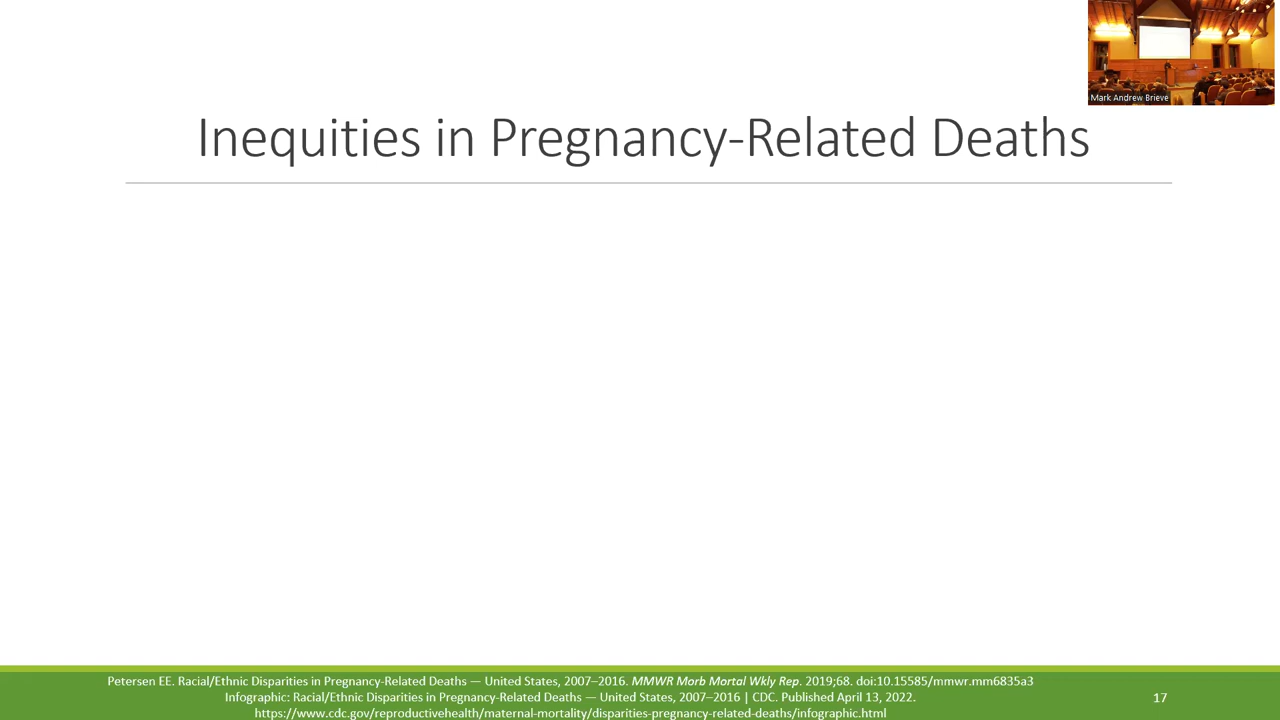 Mark Andrew Brieve
Inequities in Pregnancy-Related Deaths
Petersen EE. Racial/Ethnic Disparities in Pregnancy-Related Deaths — United States, 2007–2016. MMWR Morb Mortal Wkly Rep. 2019;68. doi:10.15585/mmwr.mm6835a3
Infographic: Racial/Ethnic Disparities in Pregnancy-Related Deaths — United States, 2007–2016 | CDC. Published April 13, 2022.
https://www.cdc.gov/reproductivehealth/maternal-mortality/disparities-pregnancy-related-deaths/infographic.html
17